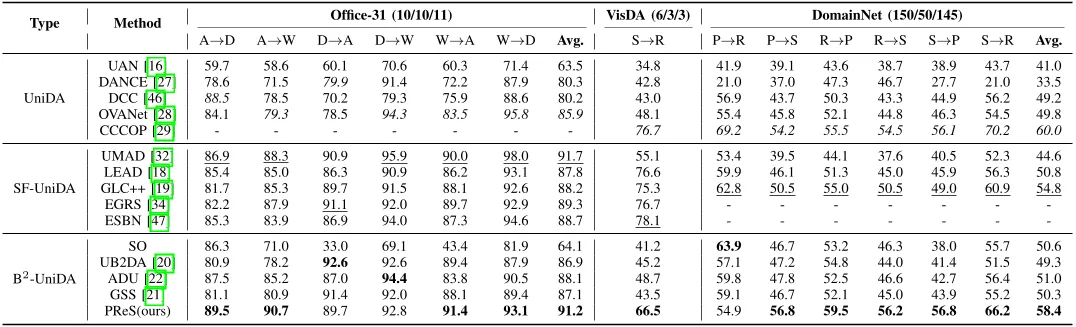 Type Method Office-31 (10/10/11) VisDA (6/3/3) DomainNet (150/50/145)
A→D A→W D→A D→W W→A W→D Avg. S→R P→R P→S R→P R→S S→P S→R Avg.
UAN [16] 59.7 58.6 60.1 70.6 60.3 71.4 63.5 34.8 41.9 39.1 43.6 38.7 38.9 43.7 41.0
DANCE [27] 78.6 71.5 79.9 91.4 72.2 87.9 80.3 42.8 21.0 37.0 47.3 46.7 27.7 21.0 33.5
UniDA DCC [46] 88.5 78.5 70.2 79.3 75.9 88.6 80.2 43.0 56.9 43.7 50.3 43.3 44.9 56.2 49.2
OVANet [28] 84.1 79.3 78.5 94.3 83.5 95.8 85.9 48.1 55.4 45.8 52.1 44.8 46.3 54.5 49.8
CCCOP [29] - - - - - - - 76.7 69.2 54.2 55.5 54.5 56.1 70.2 60.0
UMAD [32] 86.9 88.3 90.9 95.9 90.0 98.0 91.7 55.1 53.4 39.5 44.1 37.6 40.5 52.3 44.6
LEAD [18] 85.4 85.0 86.3 90.9 86.2 93.1 87.8 76.6 59.9 46.1 51.3 45.0 45.9 56.3 50.8
SF-UniDA GLC++ [19] 81.7 85.3 89.7 91.5 88.1 92.6 88.2 75.3 62.8 50.5 55.0 50.5 49.0 60.9 54.8
EGRS [34] 82.2 87.9 91.1 92.0 89.7 92.9 89.3 76.7 - - - - - - -
ESBN [47] 85.3 83.9 86.9 94.0 87.3 94.6 88.7 78.1 - - - - - - -
SO 86.3 71.0 33.0 69.1 43.4 81.9 64.1 41.2 63.9 46.7 53.2 46.3 38.0 55.7 50.6
UB2DA [20] 80.9 78.2 92.6 92.6 89.4 87.9 86.9 45.2 57.1 47.2 54.8 44.0 41.4 51.5 49.3
B²-UniDA ADU [22] 87.5 85.2 87.0 94.4 83.8 90.5 88.1 48.7 59.8 47.8 52.5 46.6 42.7 56.4 51.0
GSS [21] 81.1 80.9 91.4 92.0 88.1 89.4 87.1 43.5 59.1 46.7 52.1 45.0 43.9 55.2 50.3
PReS(ours) 89.5 90.7 89.7 92.8 91.4 93.1 91.2 66.5 54.9 56.8 59.5 56.2 56.8 66.2 58.4